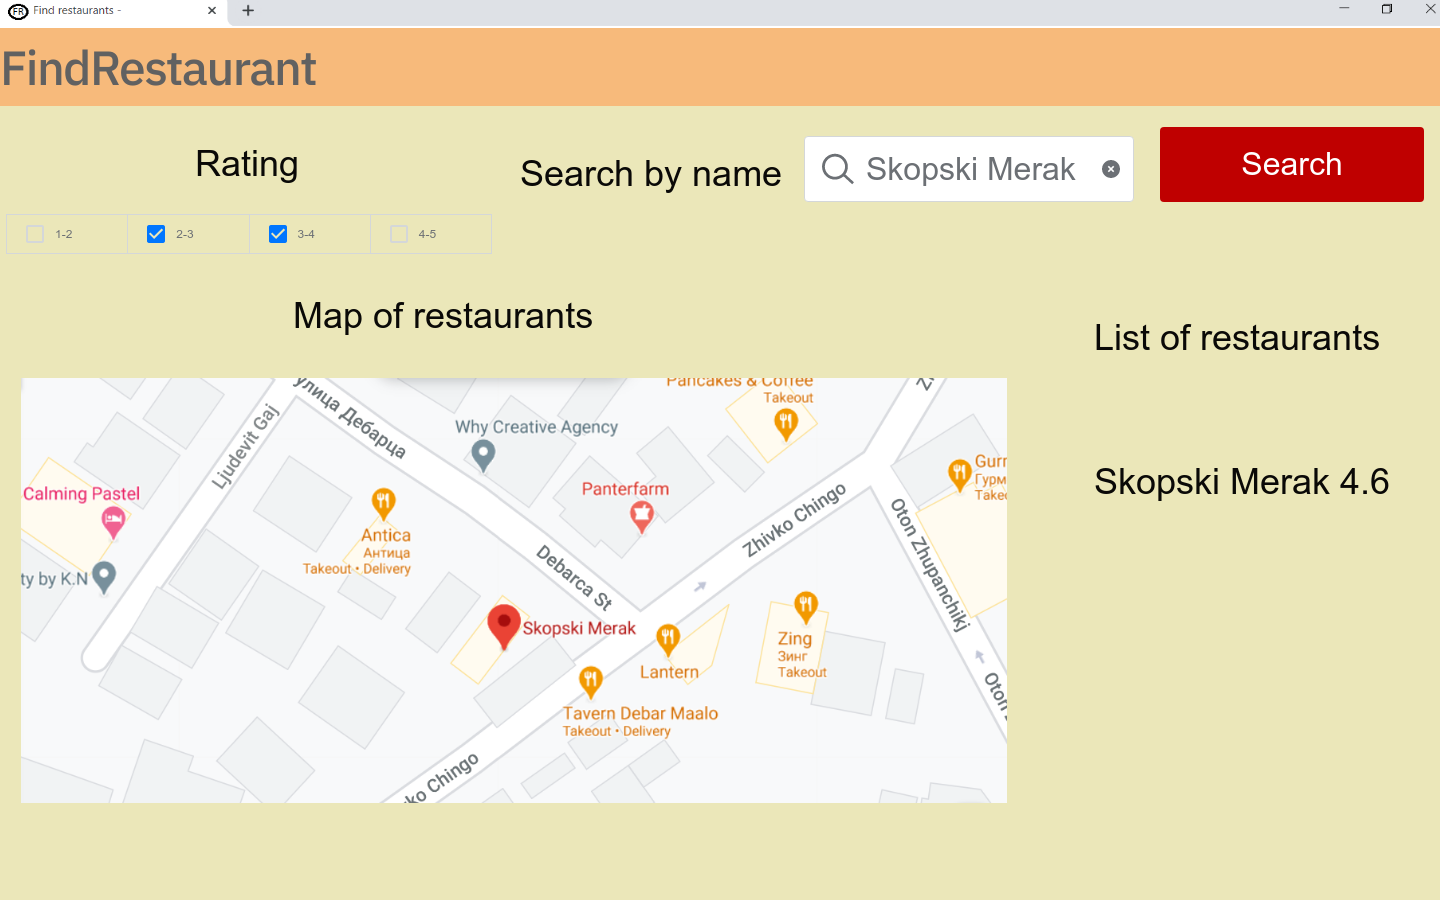 FR Find restaurants -
FindRestaurant
Rating
Search by name
Skopski Merak
Search
1-2
2-3
3-4
4-5
Map of restaurants
List of restaurants
Skopski Merak 4.6
улица Дебарца
Ljudevit Gaj
Pancakes & Coffee
Takeout
Why Creative Agency
Calming Pastel
Panterfarm
Zhivko Chingo
Takeo
Antica
Антица
Takeout • Delivery
Debarca St
Oton Zhupanchikj
ty by K.N
Skopski Merak
Lantern
Zing
Зинг
Takeout
Tavern Debar Maalo
Takeout • Delivery
Oton
ko Chingo